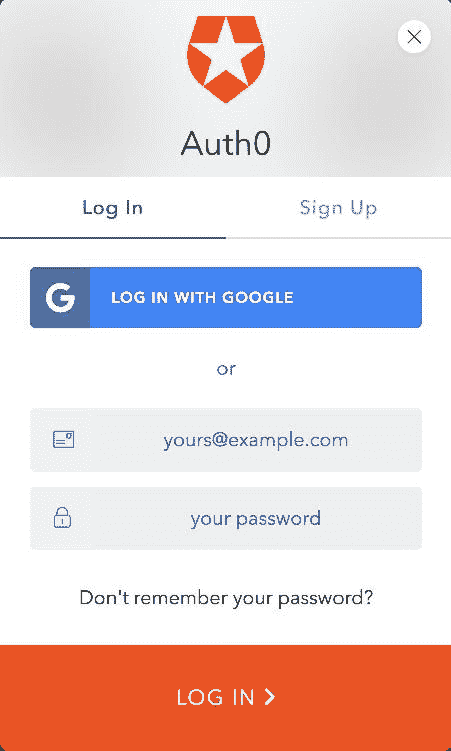 Auth0
Log In
Sign Up
G
LOG IN WITH GOOGLE
or
yours@example.com
your password
Don't remember your password?
LOG IN >